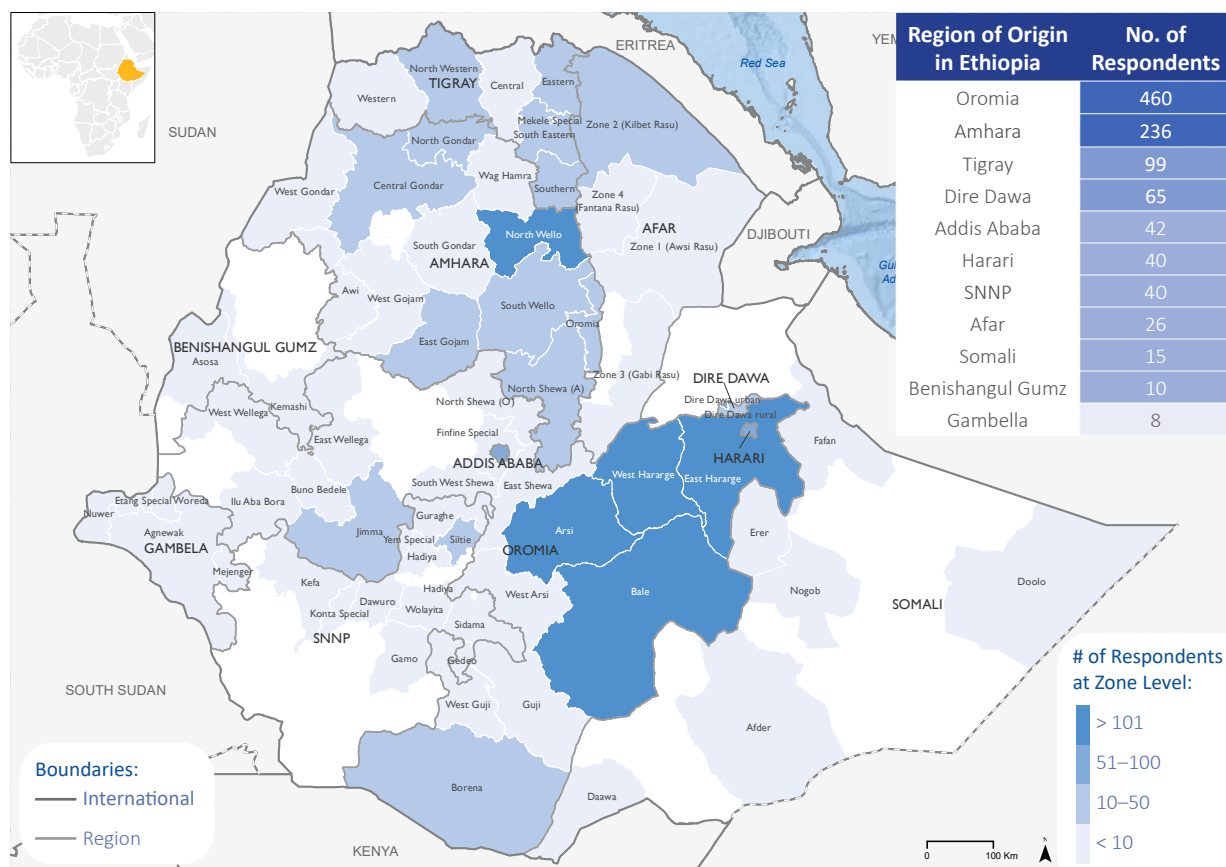 ERITREA
YEM
Red Sea
SUDAN
North Western
TIGRAY
Central
Eastern
Western
Mekele Special
South Eastern
Zone 2 (Kilbet Rasu)
North Gondar
Wag Hamra
Central Gondar
West Gondar
Southern
Zone 4
(Fantana Rasu)
AFAR
North Wello
DJIBOUTI
South Gondar
Zone 1 (Awsi Rasu)
AMHARA
Gu
Ad
Awi
West Gojam
South Wello
Oromia
East Gojam
BENISHANGUL GUMZ
Asosa
Zone 3 (Gabi Rasu)
North Shewa (A)
DIRE DAWA
North Shewa (O)
Dire Dawa urban
Kemashi
West Wellega
Dire Dawa rural
Finfine Special
East Wellega
Fafan
HARARI
ADDIS ABABA
West Hararge
East Hararge
South West Shewa
East Shewa
Buno Bedele
Ilu Aba Bora
Etang Special Woreda
Nuwer
Guraghe
Agnewak
Jimma
Arsi
Erer
Yem Special
Siltie
GAMBELA
OROMIA
Hadiya
Mejenger
Doolo
Kefa
Bale
Nogob
Hadiya
West Arsi
Dawuro
SOMALI
Konta Special
Wolayita
Sidama
SNNP
Gamo
Gedeo
SOUTH SUDAN
West Guji
Guji
Afder
Borena
Daawa
KENYA
Region of Origin
in Ethiopia
No. of
Respondents
Oromia 460
Amhara 236
Tigray 99
Dire Dawa 65
Addis Ababa 42
Harari 40
SNNP 40
Afar 26
Somali 15
Benishangul Gumz 10
Gambella 8
# of Respondents
at Zone Level:
> 101
51–100
10–50
< 10
Boundaries:
International
Region
0 100 Km
N